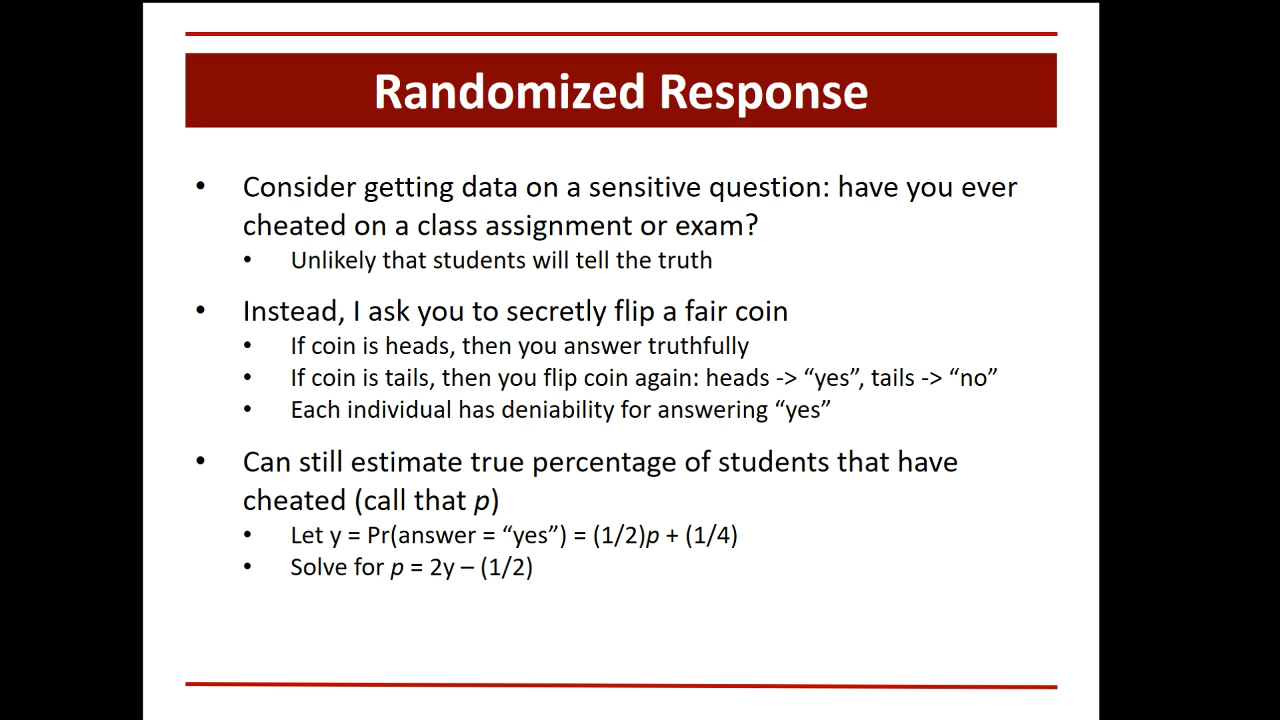 Randomized Response
• Consider getting data on a sensitive question: have you ever
cheated on a class assignment or exam?
• Unlikely that students will tell the truth
• Instead, I ask you to secretly flip a fair coin
• If coin is heads, then you answer truthfully
• If coin is tails, then you flip coin again: heads -> “yes”, tails -> “no”
• Each individual has deniability for answering “yes”
• Can still estimate true percentage of students that have
cheated (call that p)
• Let y = Pr(answer = “yes”) = (1/2)p + (1/4)
• Solve for p = 2y – (1/2)